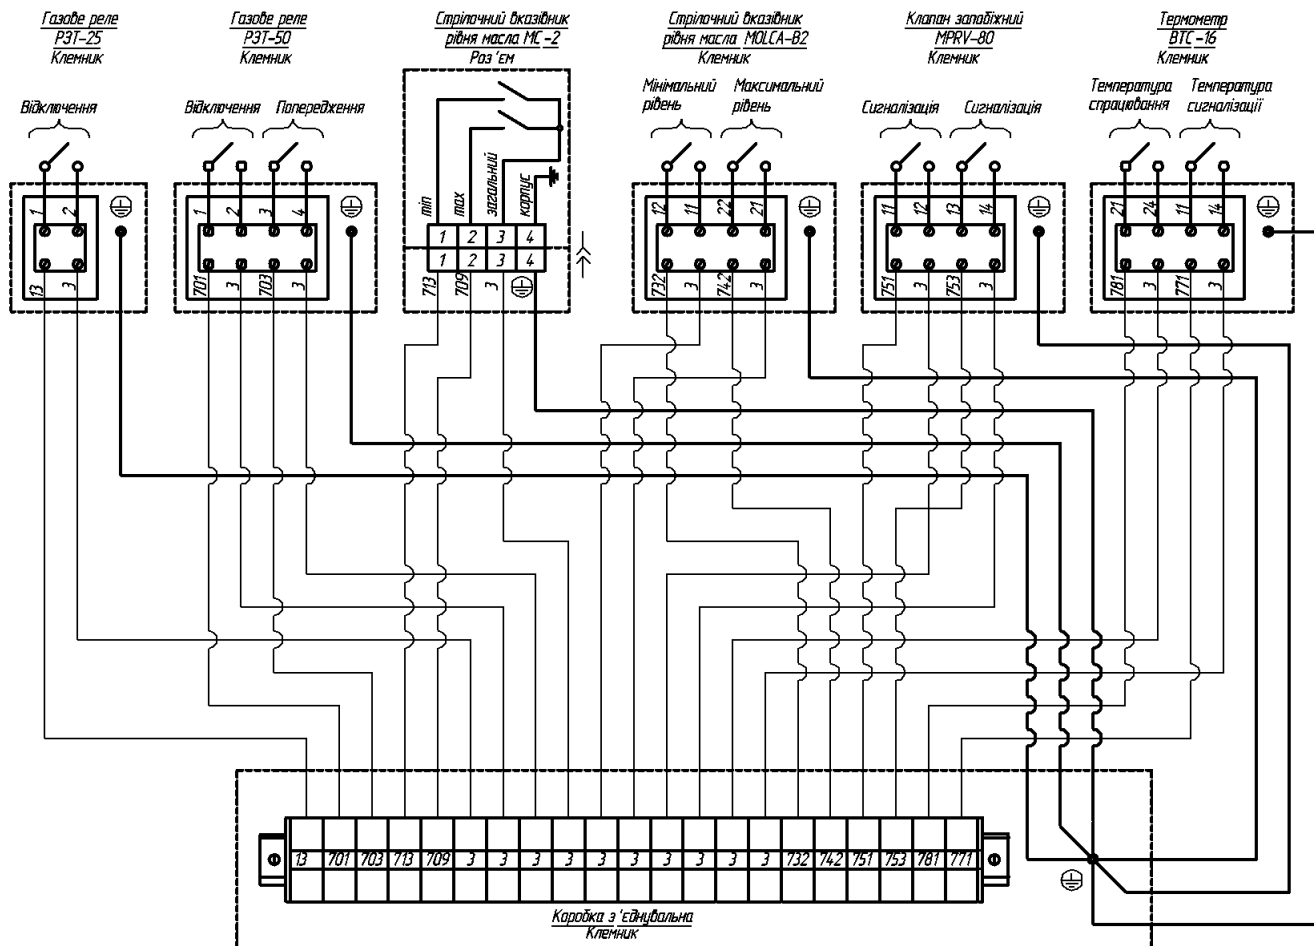 Газове реле
РЗТ-25
Клемник
Газове реле
РЗТ-50
Клемник
Стрілочний вказівник
рівня масла МС-2
Роз'єм
Стрілочний вказівник
рівня масла MOLCA-B2
Клемник
Клапан запобіжний
MPRV-80
Клемник
Термометр
ВТС-16
Клемник
Відключення
Відключення
Попередження
Мінімальний
рівень
Максимальний
рівень
Сигналізація
Сигналізація
Температура
спрацювання
Температура
сигналізації
min
max
загальний
корпус
1 2
1 2 3 4
1 2 3 4
1 2 3 4
12 11 22 21
11 12 13 14
21 24 11 14
13 3
701 3 703 3
713 709 3
732 3 742 3
751 3 753 3
781 3 771 3
13 701 703 713 709 3 3 3 3 3 3 3 3 3 3 732 742 751 753 781 771
Коробка з'єднувальна
Клемник